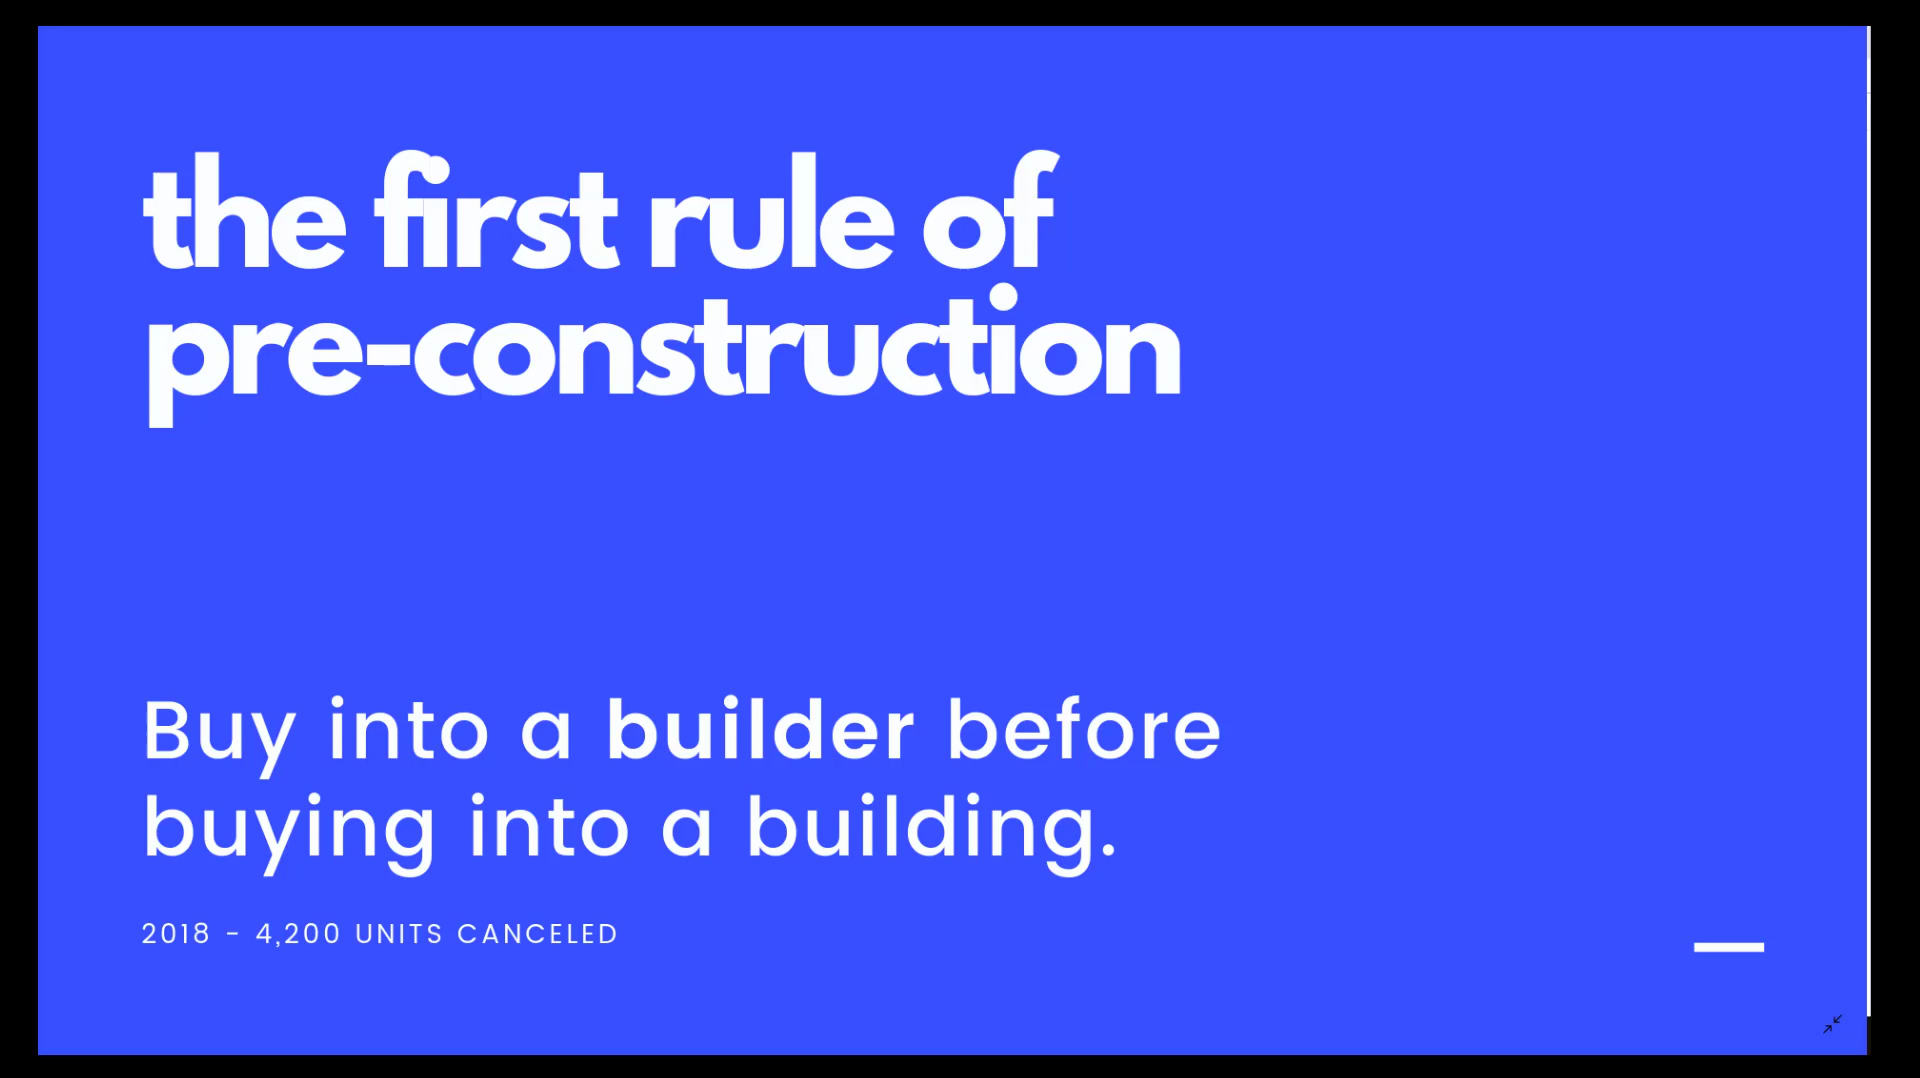 the first rule of
pre-construction
Buy into a builder before
buying into a building.
2018 - 4,200 UNITS CANCELED